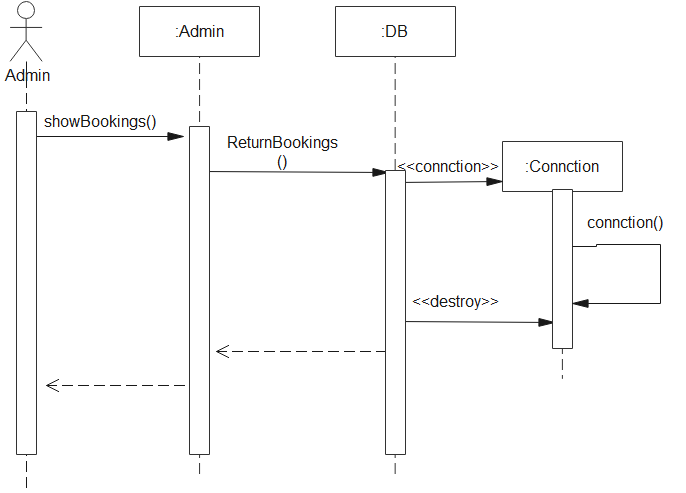 :Admin
:DB
Admin
showBookings()
ReturnBookings
()
<<connction>>
:Connction
connction()
<<destroy>>